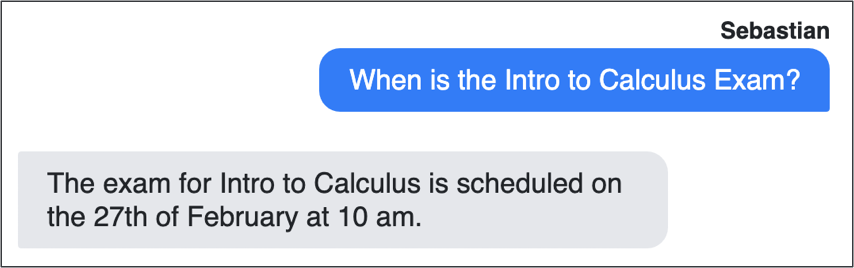 Sebastian
When is the Intro to Calculus Exam?
The exam for Intro to Calculus is scheduled on
the 27th of February at 10 am.